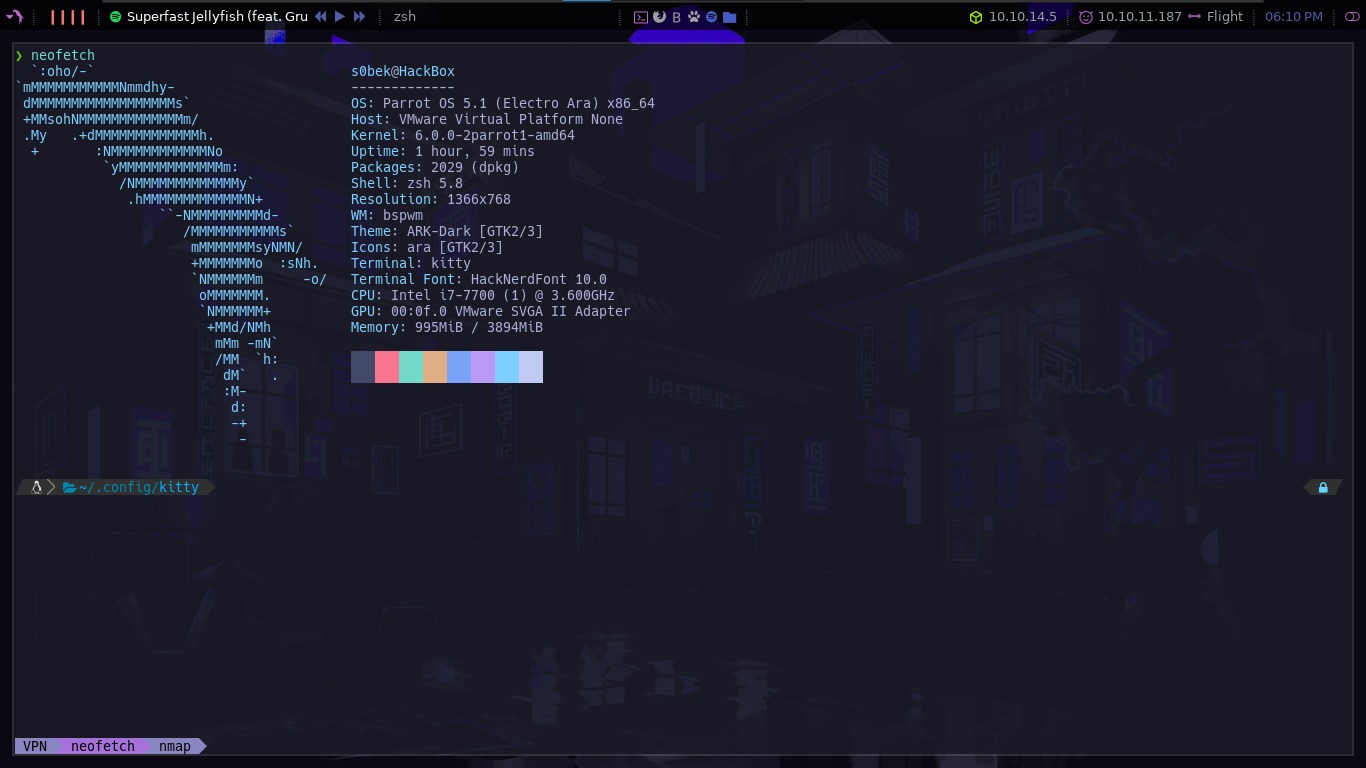 Superfast Jellyfish (feat. Gru
zsh
B
10.10.14.5
10.10.11.187 ↔ Flight
06:10 PM
❯ neofetch
`:oho/-`
`mMMMMMMMMMMMNmmdhy-
dMMMMMMMMMMMMMMMMMMs`
+MMsohNMMMMMMMMMMMMMm/
.My   .+dMMMMMMMMMMMMMh.
+       :NMMMMMMMMMMMMNo
`yMMMMMMMMMMMMMm:
/NMMMMMMMMMMMMMy`
.hMMMMMMMMMMMMMN+
``-NMMMMMMMMMd-
/MMMMMMMMMMMs`
mMMMMMMMsyNMN/
+MMMMMMMo  :sNh.
`NMMMMMMm     -o/
oMMMMMMM.
`NMMMMMM+
+MMd/NMh
mMm -mN`
/MM  `h:
dM`   .
:M-
d:
-+
-
s0bek@HackBox
-------------
OS: Parrot OS 5.1 (Electro Ara) x86_64
Host: VMware Virtual Platform None
Kernel: 6.0.0-2parrot1-amd64
Uptime: 1 hour, 59 mins
Packages: 2029 (dpkg)
Shell: zsh 5.8
Resolution: 1366x768
WM: bspwm
Theme: ARK-Dark [GTK2/3]
Icons: ara [GTK2/3]
Terminal: kitty
Terminal Font: HackNerdFont 10.0
CPU: Intel i7-7700 (1) @ 3.600GHz
GPU: 00:0f.0 VMware SVGA II Adapter
Memory: 995MiB / 3894MiB
~/.config/kitty
VPN neofetch nmap